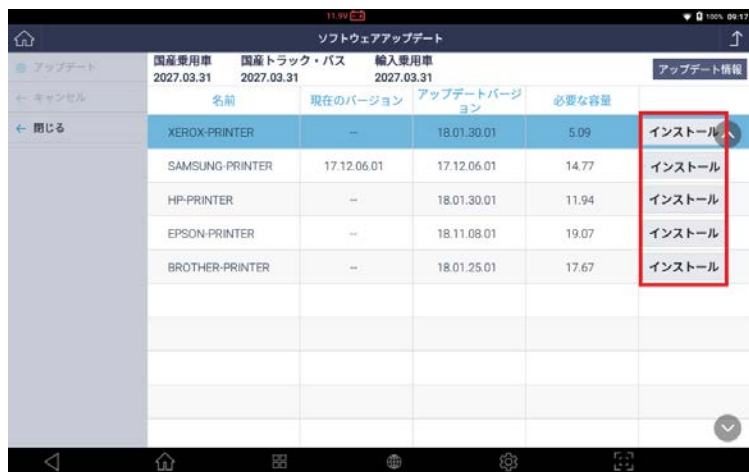 11.9V
100% 09:17
ソフトウェアアップデート
アップデート
キャンセル
← 閉じる
国産乗用車 国産トラック・バス 輸入乗用車
2027.03.31 2027.03.31 2027.03.31
アップデート情報
名前 現在のバージョン アップデートバージョン 必要な容量
XEROX-PRINTER -- 18.01.30.01 5.09 インストール
SAMSUNG-PRINTER 17.12.06.01 17.12.06.01 14.77 インストール
HP-PRINTER -- 18.01.30.01 11.94 インストール
EPSON-PRINTER -- 18.11.08.01 19.07 インストール
BROTHER-PRINTER -- 18.01.25.01 17.67 インストール